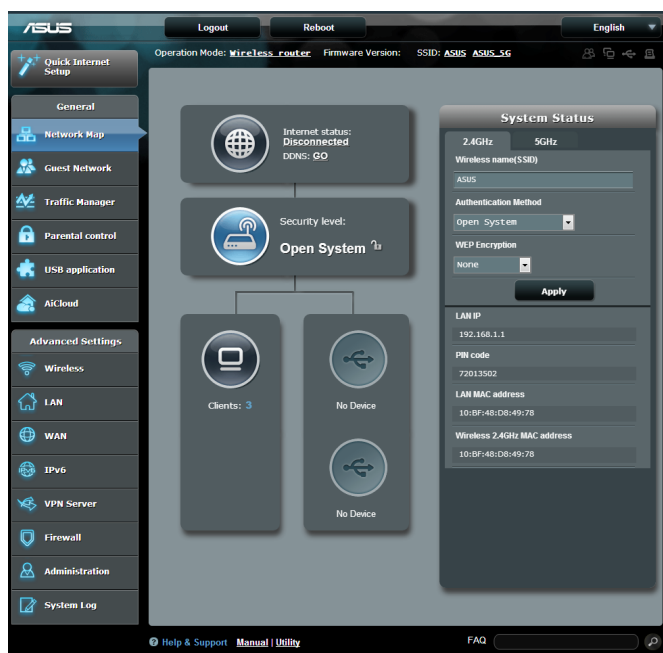 ASUS
Logout
Reboot
English
Operation Mode: Wireless router Firmware Version: SSID: ASUS ASUS_5G
Quick Internet
Setup
General
Network Map
Guest Network
Traffic Manager
Parental control
USB application
AiCloud
Advanced Settings
Wireless
LAN
WAN
IPv6
VPN Server
Firewall
Administration
System Log
Internet status:
Disconnected
DDNS: GO
Security level:
Open System
Clients: 3
No Device
No Device
System Status
2.4GHz
5GHz
Wireless name(SSID)
ASUS
Authentication Method
Open System
WEP Encryption
None
Apply
LAN IP
192.168.1.1
PIN code
72013502
LAN MAC address
10:BF:48:D8:49:78
Wireless 2.4GHz MAC address
10:BF:48:D8:49:78
Help & Support Manual | Utility
FAQ